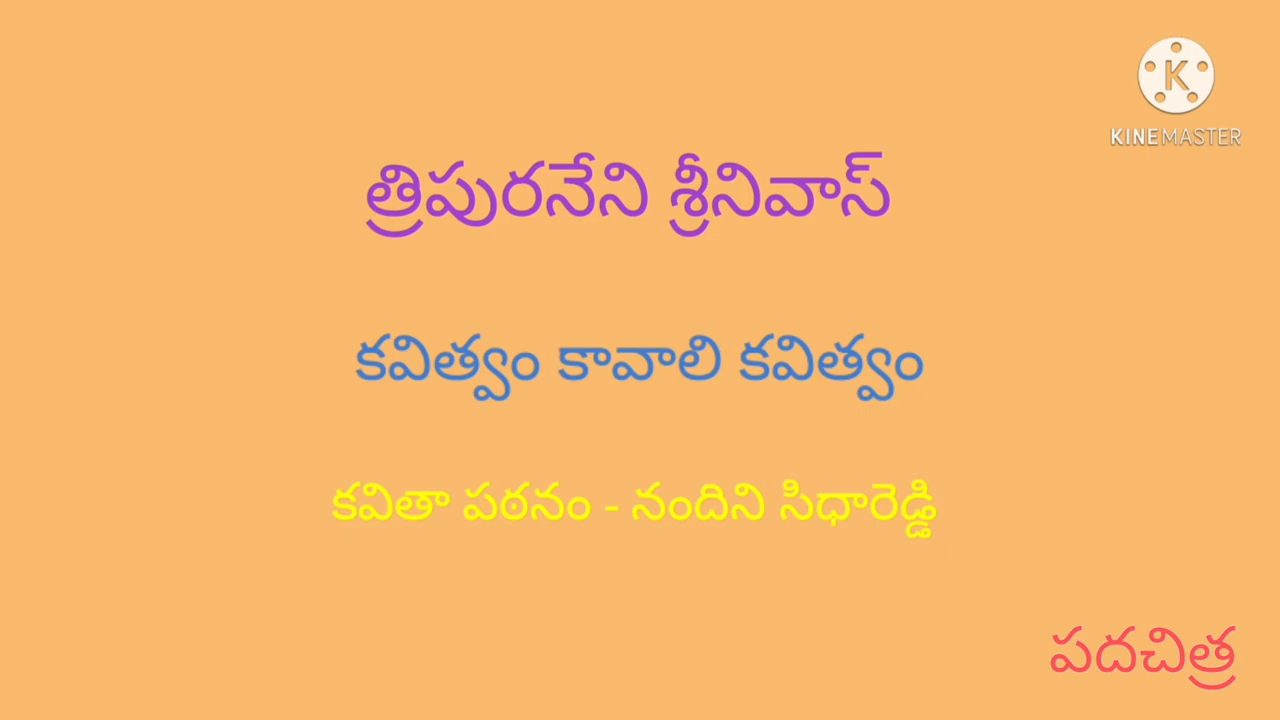 K
KINEMASTER
త్రిపురనేని శ్రీనివాస్
కవిత్వం కావాలి కవిత్వం
కవితా పఠనం - నందిని సిధారెడ్డి
పదచిత్ర